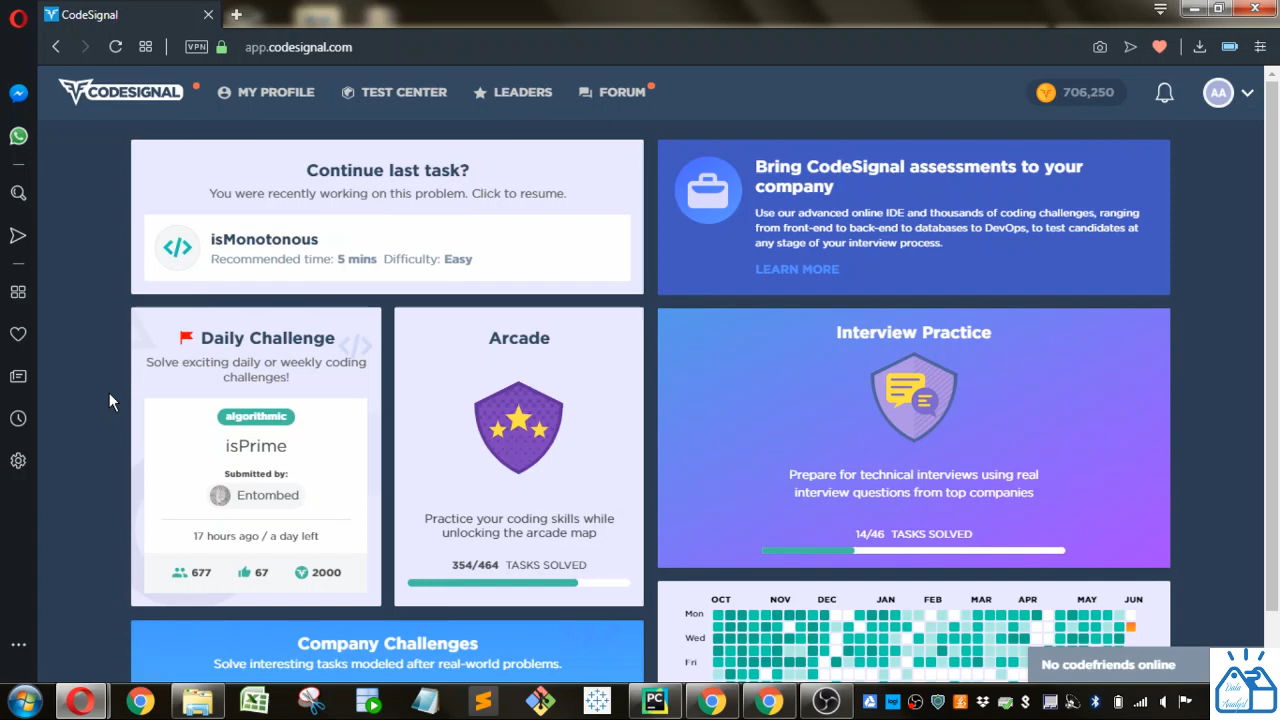 CodeSignal
VPN
app.codesignal.com
CODESIGNAL
MY PROFILE
TEST CENTER
LEADERS
FORUM
706,250
AA
Continue last task?
You were recently working on this problem. Click to resume.
isMonotonous
Recommended time: 5 mins Difficulty: Easy
Bring CodeSignal assessments to your
company
Use our advanced online IDE and thousands of coding challenges, ranging
from front-end to back-end to databases to DevOps, to test candidates at
any stage of your interview process.
LEARN MORE
Daily Challenge
Solve exciting daily or weekly coding
challenges!
algorithmic
isPrime
Submitted by:
Entombed
17 hours ago / a day left
677
67
2000
Arcade
Practice your coding skills while
unlocking the arcade map
354/464 TASKS SOLVED
Interview Practice
Prepare for technical interviews using real
interview questions from top companies
14/46 TASKS SOLVED
OCT NOV DEC JAN FEB MAR APR MAY JUN
Mon
Wed
Fri
Company Challenges
Solve interesting tasks modeled after real-world problems.
No codefriends online
PC
Data
Analyst